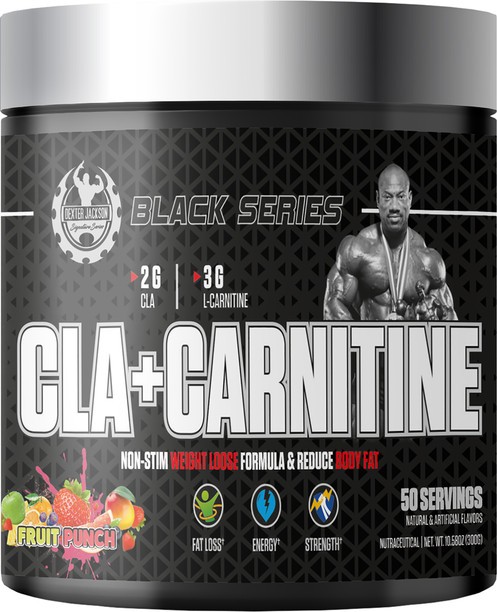 DEXTER JACKSON
Signature Series
BLACK SERIES
2G
CLA
3G
L-CARNITINE
CLA+CARNITINE
NON-STIM WEIGHT LOOSE FORMULA & REDUCE BODY FAT
FRUIT PUNCH
FAT LOSS†
ENERGY†
STRENGTH†
50 SERVINGS
NATURAL & ARTIFICIAL FLAVORS
NUTRACEUTICAL | NET. WT. 10.58OZ (300G)